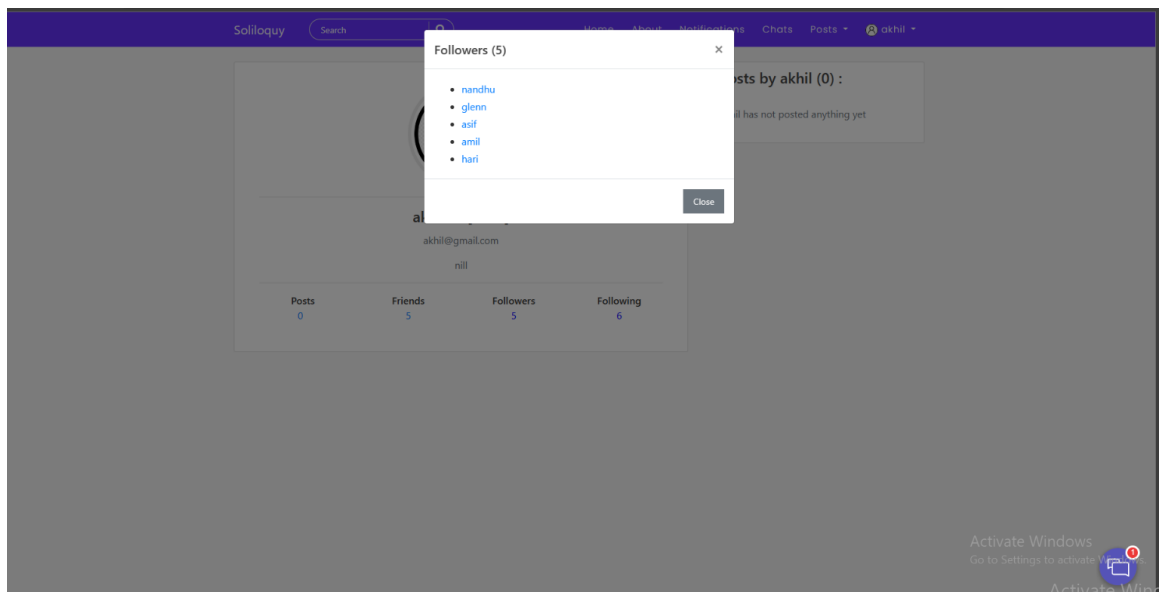 Soliloquy Search Home About Notifications Chats Posts akhil
Followers (5) ×
nandhu
glenn
asif
amil
hari
Close
by akhil (0) :
has not posted anything yet
akhil@gmail.com
nill
Posts Friends Followers Following
0 5 5 6
Activate Windows
Go to Settings to activate Windows.
1
Activate